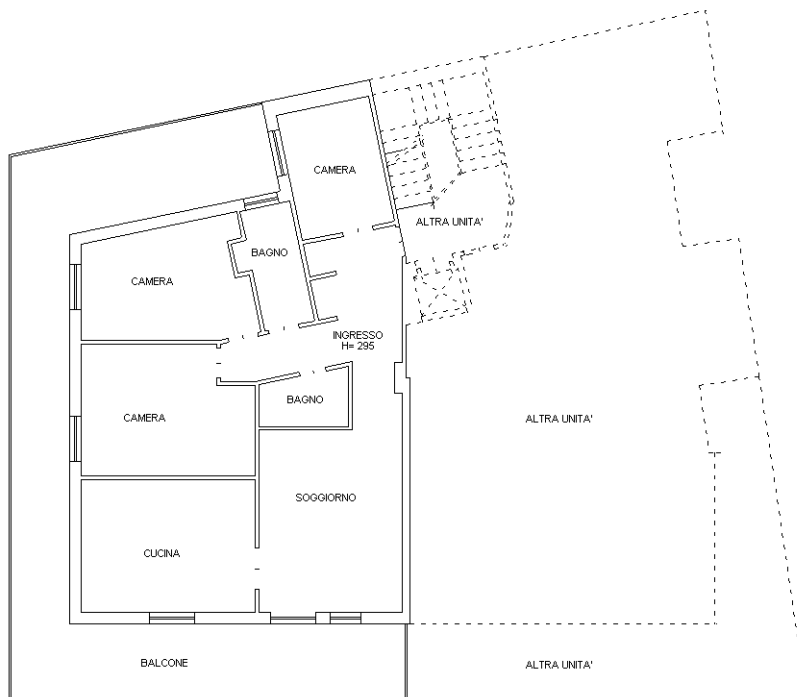 CAMERA
ALTRA UNITA'
BAGNO
CAMERA
INGRESSO
H= 295
BAGNO
CAMERA
ALTRA UNITA'
SOGGIORNO
CUCINA
BALCONE
ALTRA UNITA'